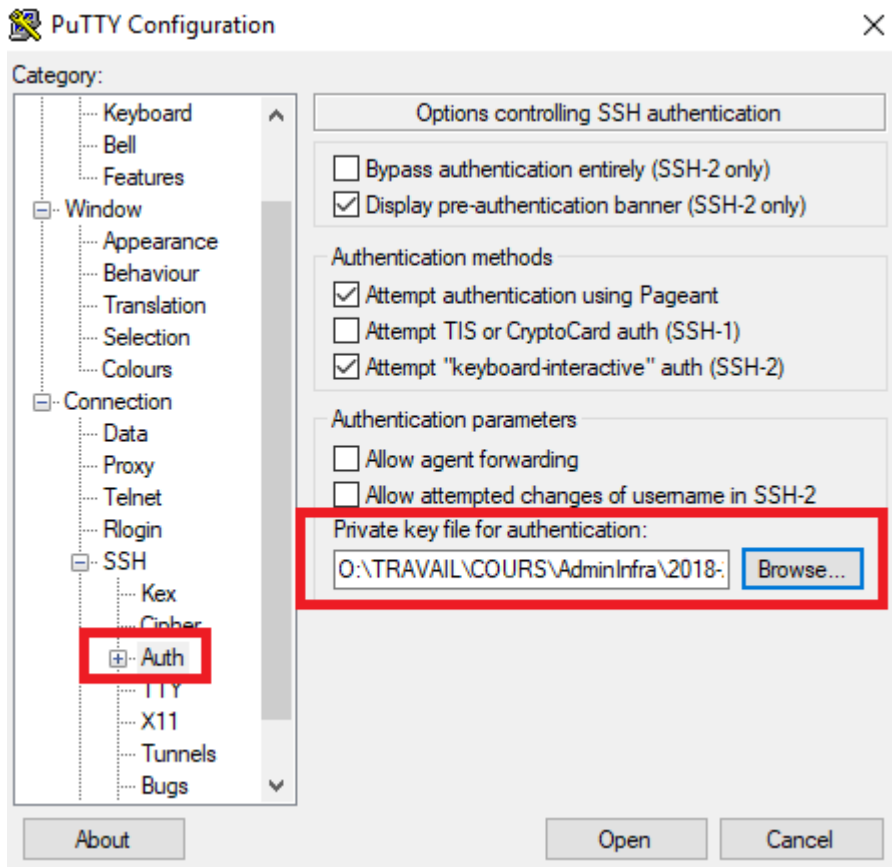 PuTTY Configuration
Category:
Keyboard
Bell
Features
Window
Appearance
Behaviour
Translation
Selection
Colours
Connection
Data
Proxy
Telnet
Rlogin
SSH
Kex
Cipher
Auth
TTY
X11
Tunnels
Bugs
Options controlling SSH authentication
Bypass authentication entirely (SSH-2 only)
Display pre-authentication banner (SSH-2 only)
Authentication methods
Attempt authentication using Pageant
Attempt TIS or CryptoCard auth (SSH-1)
Attempt "keyboard-interactive" auth (SSH-2)
Authentication parameters
Allow agent forwarding
Allow attempted changes of username in SSH-2
Private key file for authentication:
O:\TRAVAIL\COURS\AdminInfra\2018-
Browse...
About
Open
Cancel